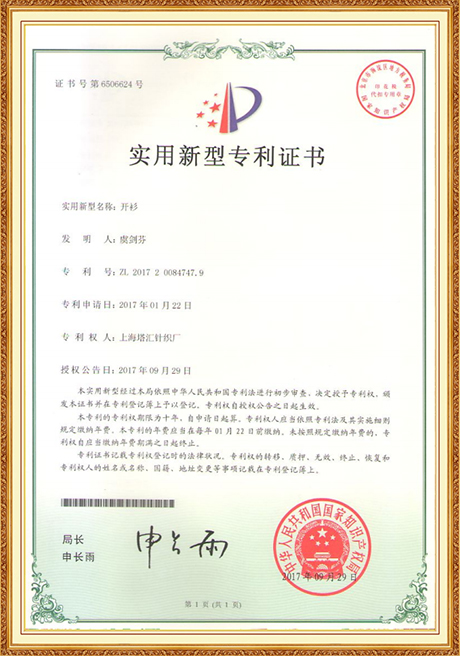 证书号第6506624号
实用新型专利证书
实用新型名称：开衫
发明人：虞剑芬
专利号：ZL 2017 2 0084747.9
专利申请日：2017年01月22日
专利权人：上海塔汇针织厂
授权公告日：2017年09月29日
本实用新型经过本局依照中华人民共和国专利法进行初步审查，决定授予专利权，颁
发本证书并在专利登记簿上予以登记，专利权自授权公告之日起生效。
本专利的专利权期限为十年，自申请日起算。专利权人应当依照专利法及其实施细则
规定缴纳年费。本专利的年费应当在每年01月22日前缴纳。未按照规定缴纳年费的，专利
权自应当缴纳年费期满之日起终止。
专利证书记载专利权登记时的法律状况。专利权的转移、质押、无效、终止、恢复和
专利权人的姓名或名称、国籍、地址变更等事项记载在专利登记簿上。
局长
申长雨
申长雨
中华人民共和国国家知识产权局
2017年09月29日
第1页(共1页)